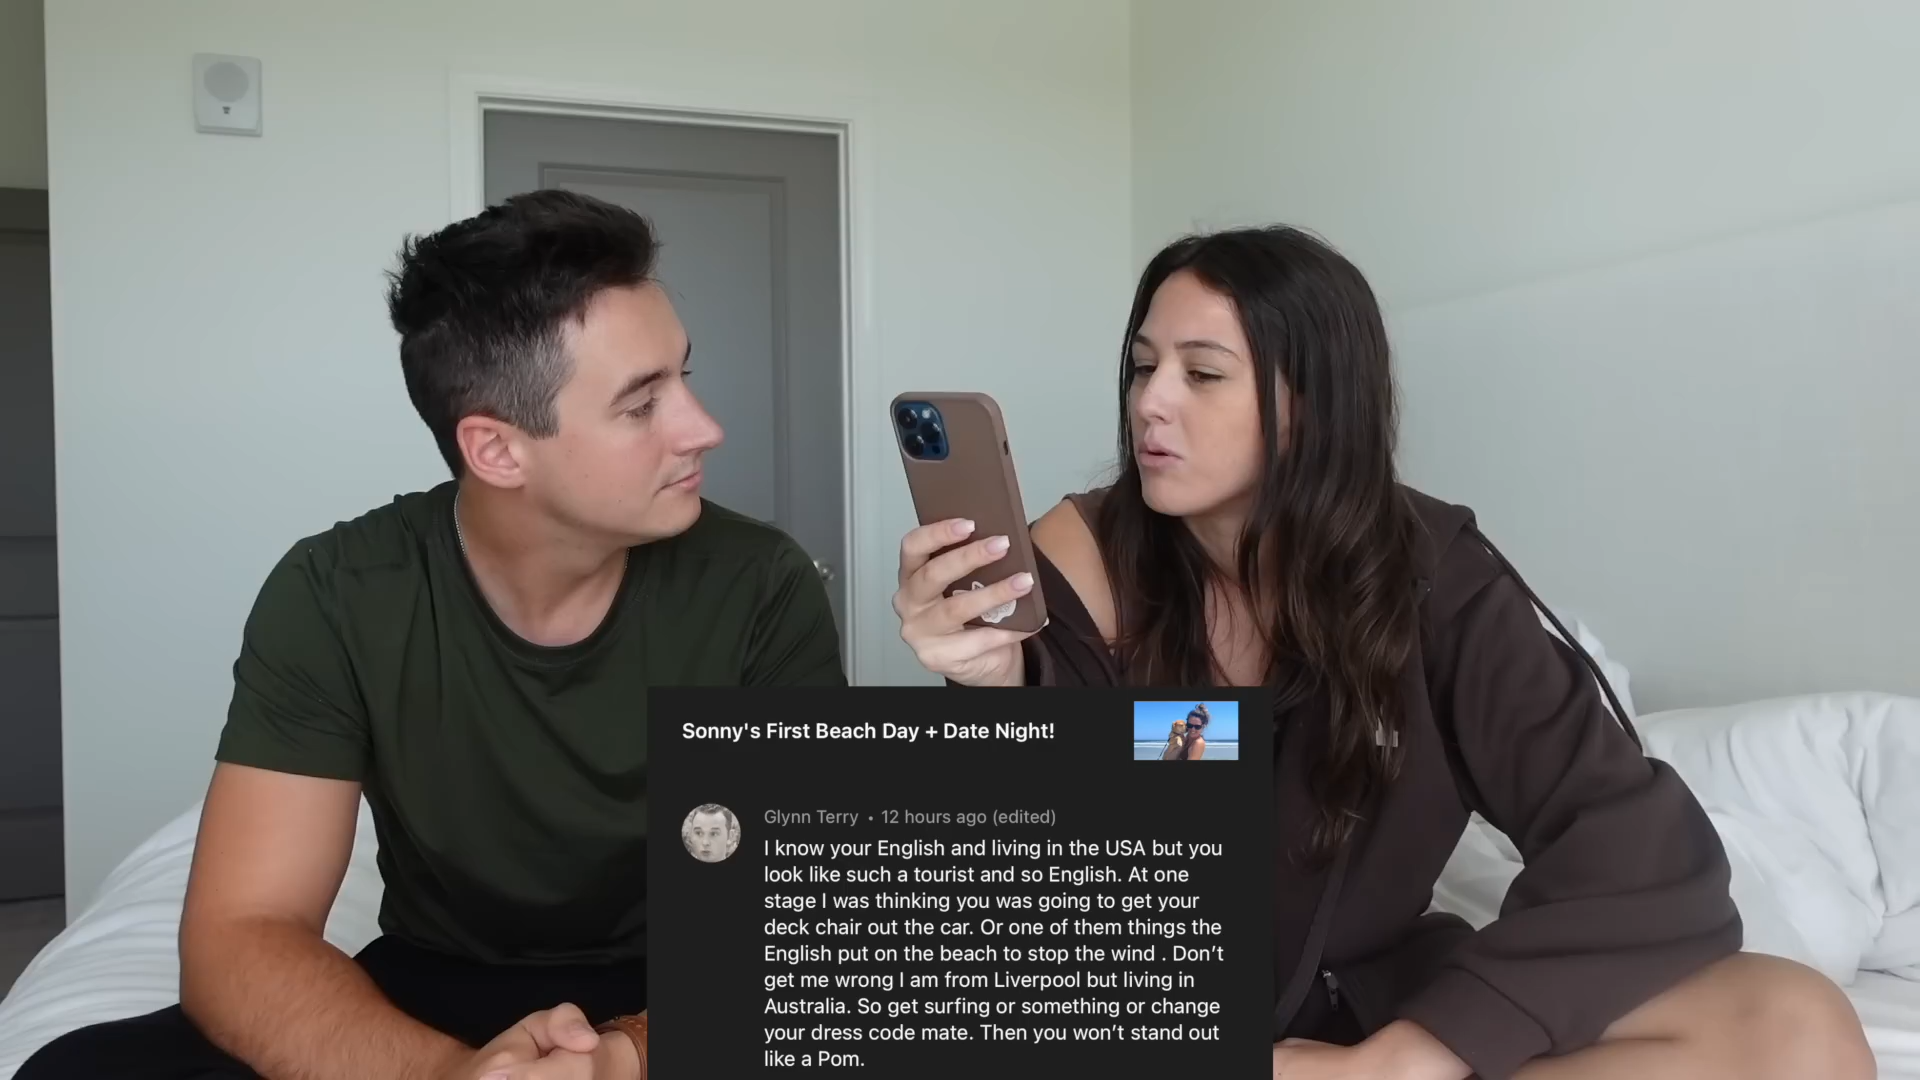 Sonny's First Beach Day + Date Night!
Glynn Terry • 12 hours ago (edited)
I know your English and living in the USA but you
look like such a tourist and so English. At one
stage I was thinking you was going to get your
deck chair out the car. Or one of them things the
English put on the beach to stop the wind . Don’t
get me wrong I am from Liverpool but living in
Australia. So get surfing or something or change
your dress code mate. Then you won’t stand out
like a Pom.